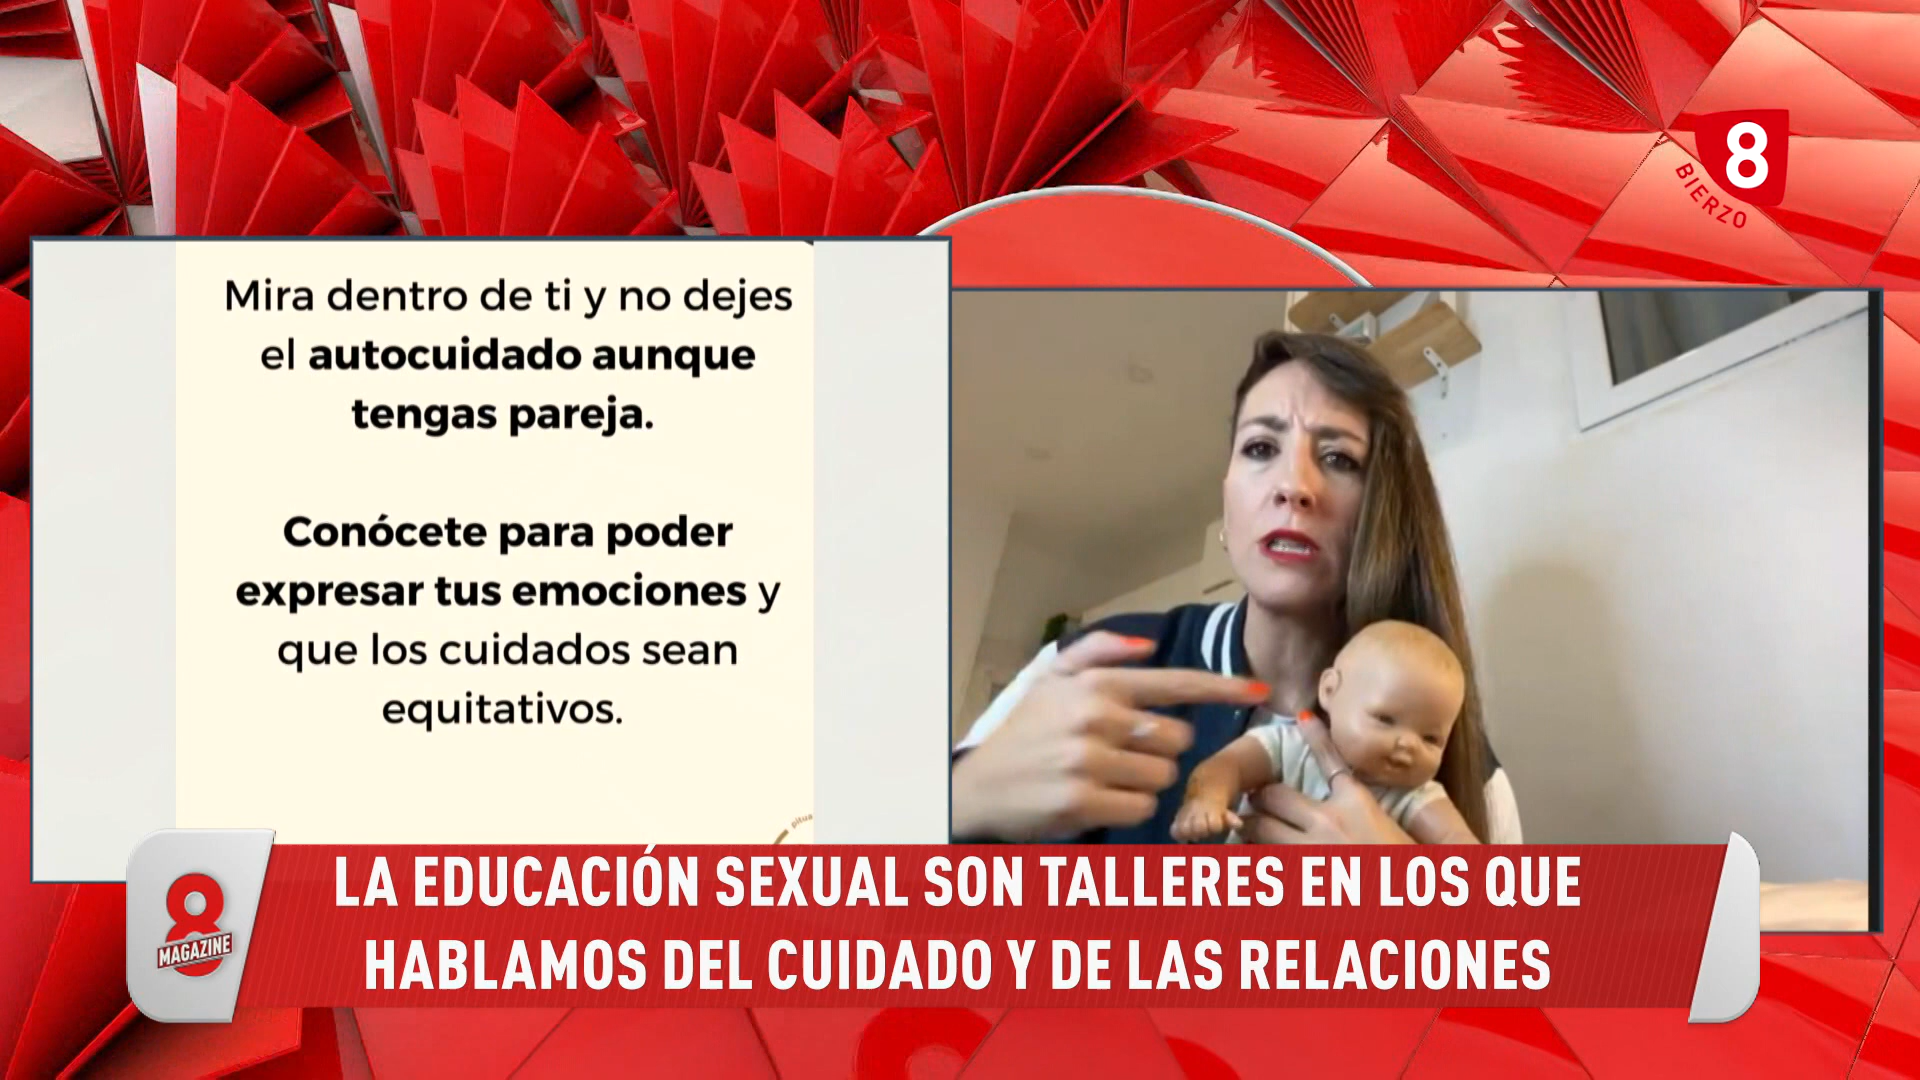 8
BIERZO
Mira dentro de ti y no dejes
el autocuidado aunque
tengas pareja.
Conócete para poder
expresar tus emociones y
que los cuidados sean
equitativos.
8
MAGAZINE
LA EDUCACIÓN SEXUAL SON TALLERES EN LOS QUE
HABLAMOS DEL CUIDADO Y DE LAS RELACIONES